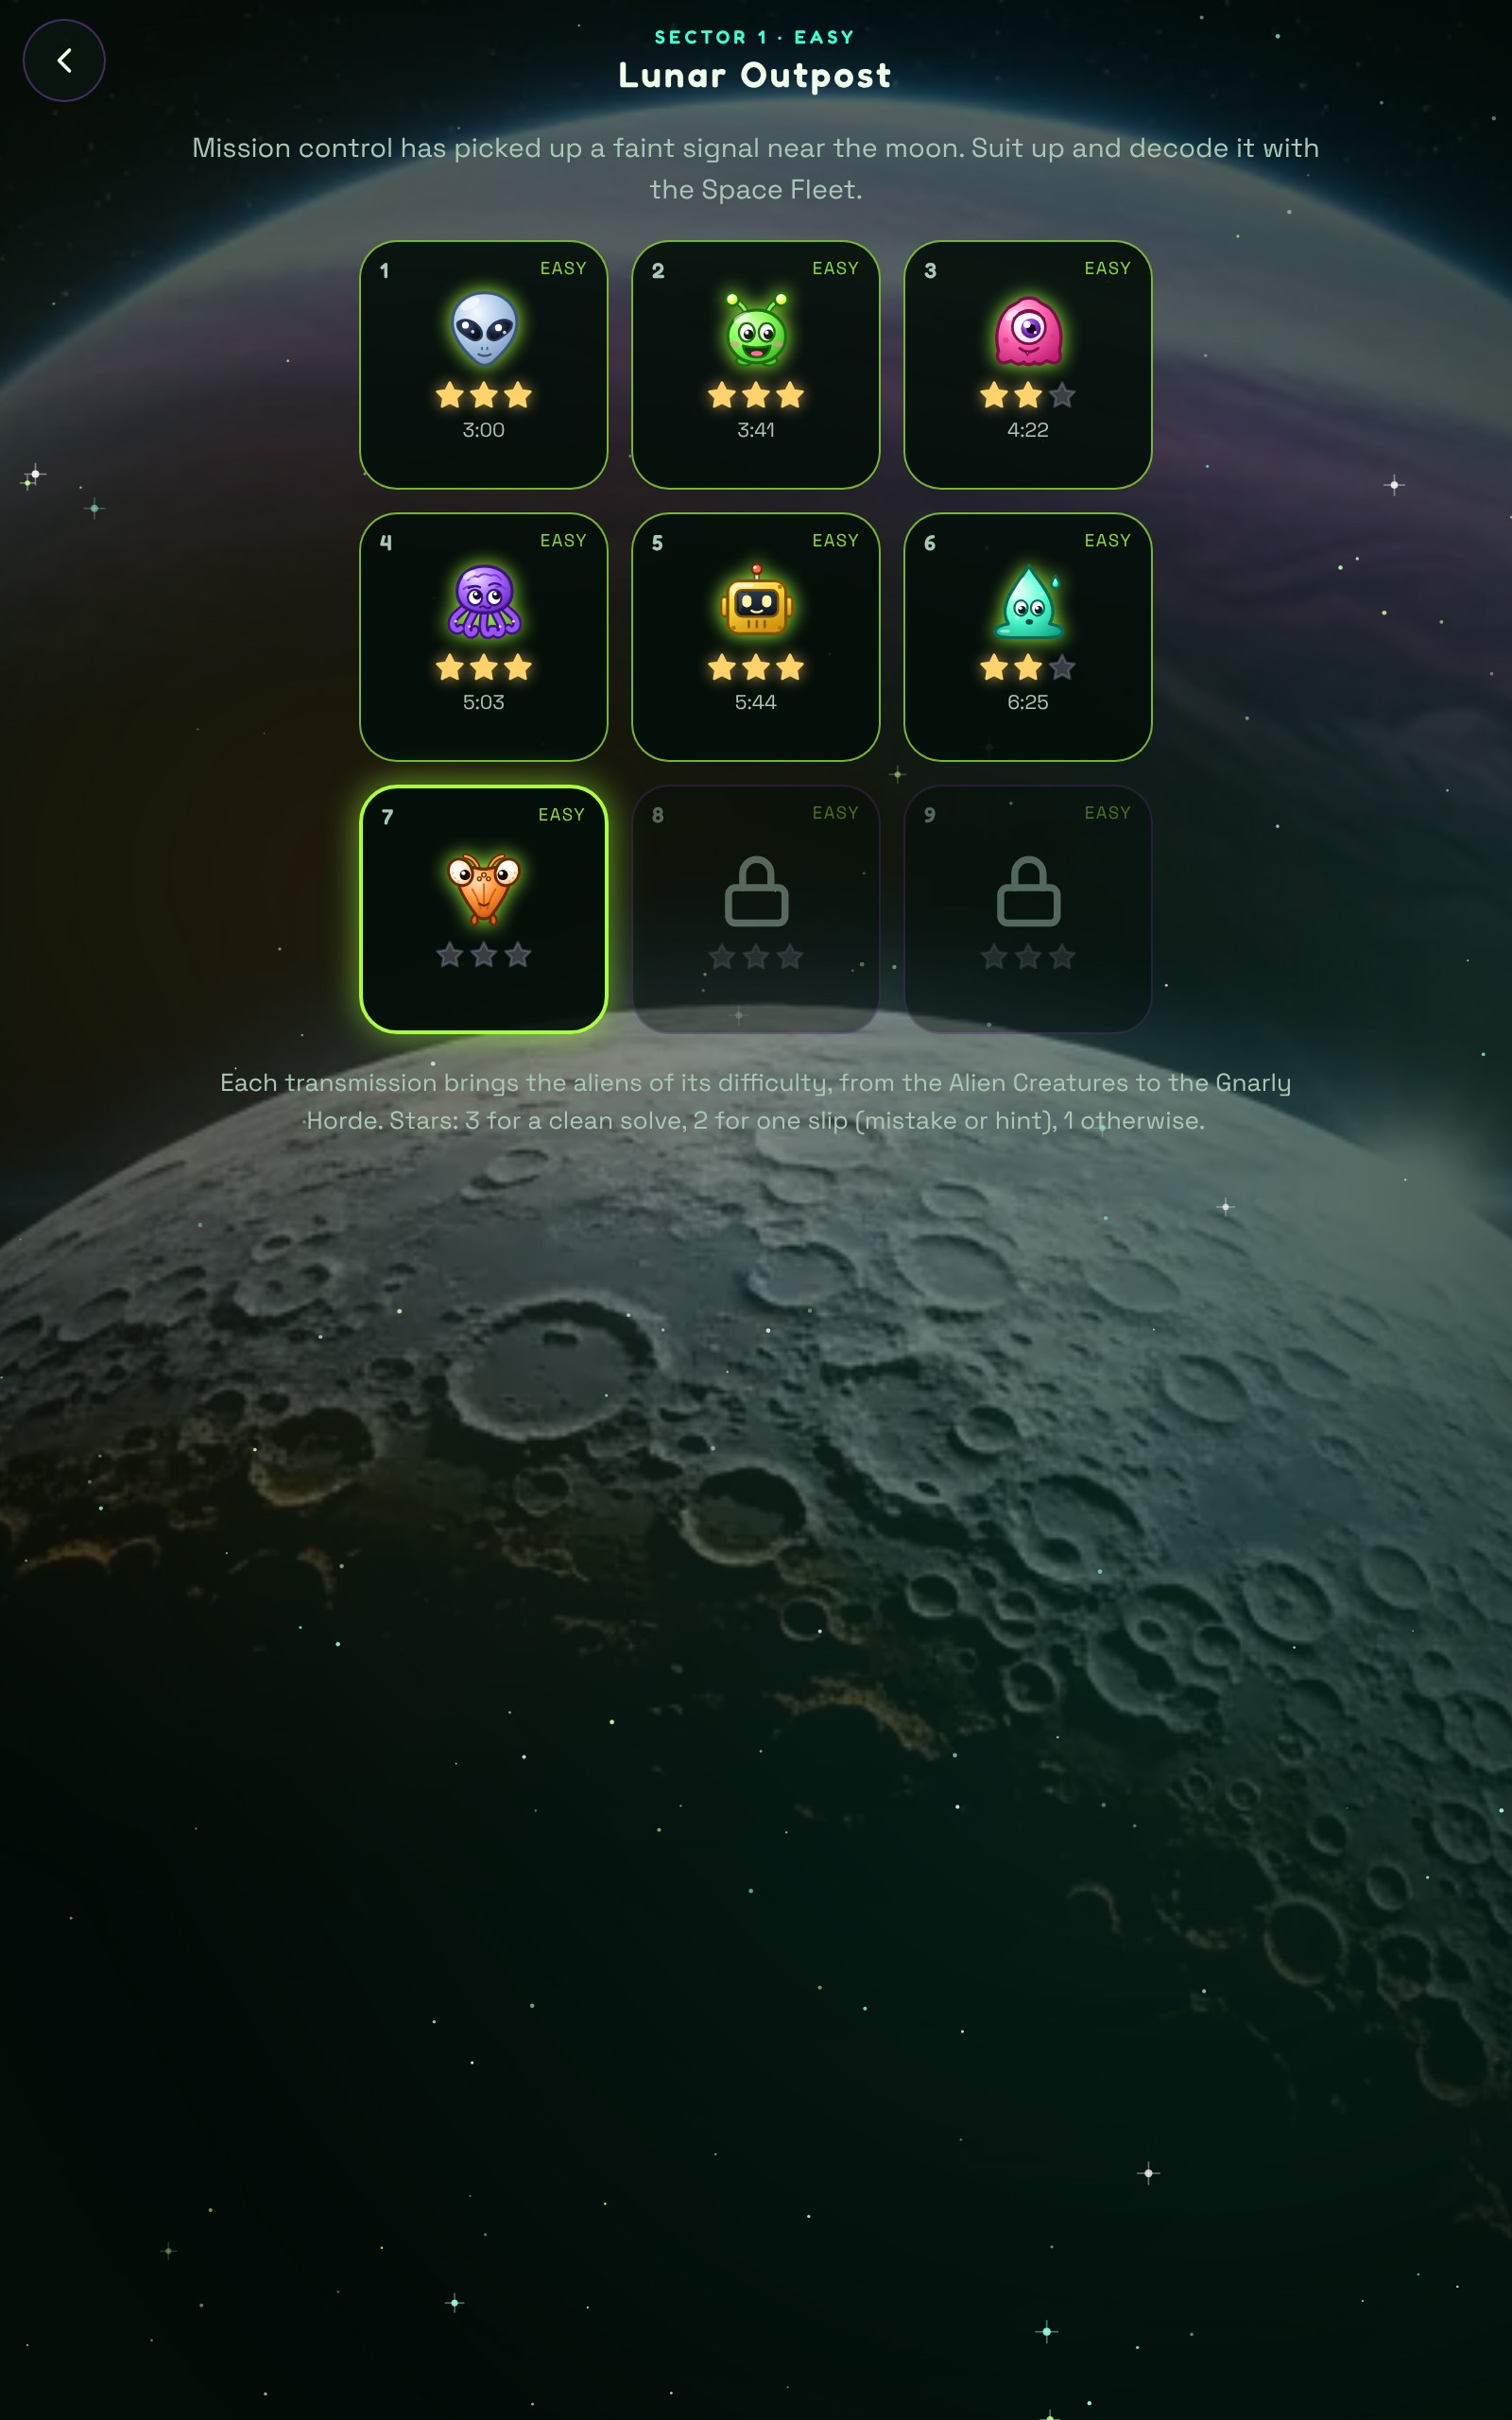 SECTOR 1 · EASY
Lunar Outpost
Mission control has picked up a faint signal near the moon. Suit up and decode it with
the Space Fleet.
1 EASY
3:00
2 EASY
3:41
3 EASY
4:22
4 EASY
5:03
5 EASY
5:44
6 EASY
6:25
7 EASY
8 EASY
9 EASY
Each transmission brings the aliens of its difficulty, from the Alien Creatures to the Gnarly
Horde. Stars: 3 for a clean solve, 2 for one slip (mistake or hint), 1 otherwise.